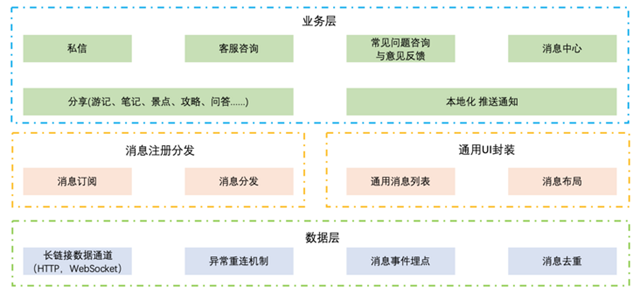 业务层
私信
客服咨询
常见问题咨询
与意见反馈
消息中心
分享(游记、笔记、景点、攻略、问答......)
本地化 推送通知
消息注册分发
通用UI封装
消息订阅
消息分发
通用消息列表
消息布局
数据层
长链接数据通道
（HTTP，WebSocket）
异常重连机制
消息事件埋点
消息去重